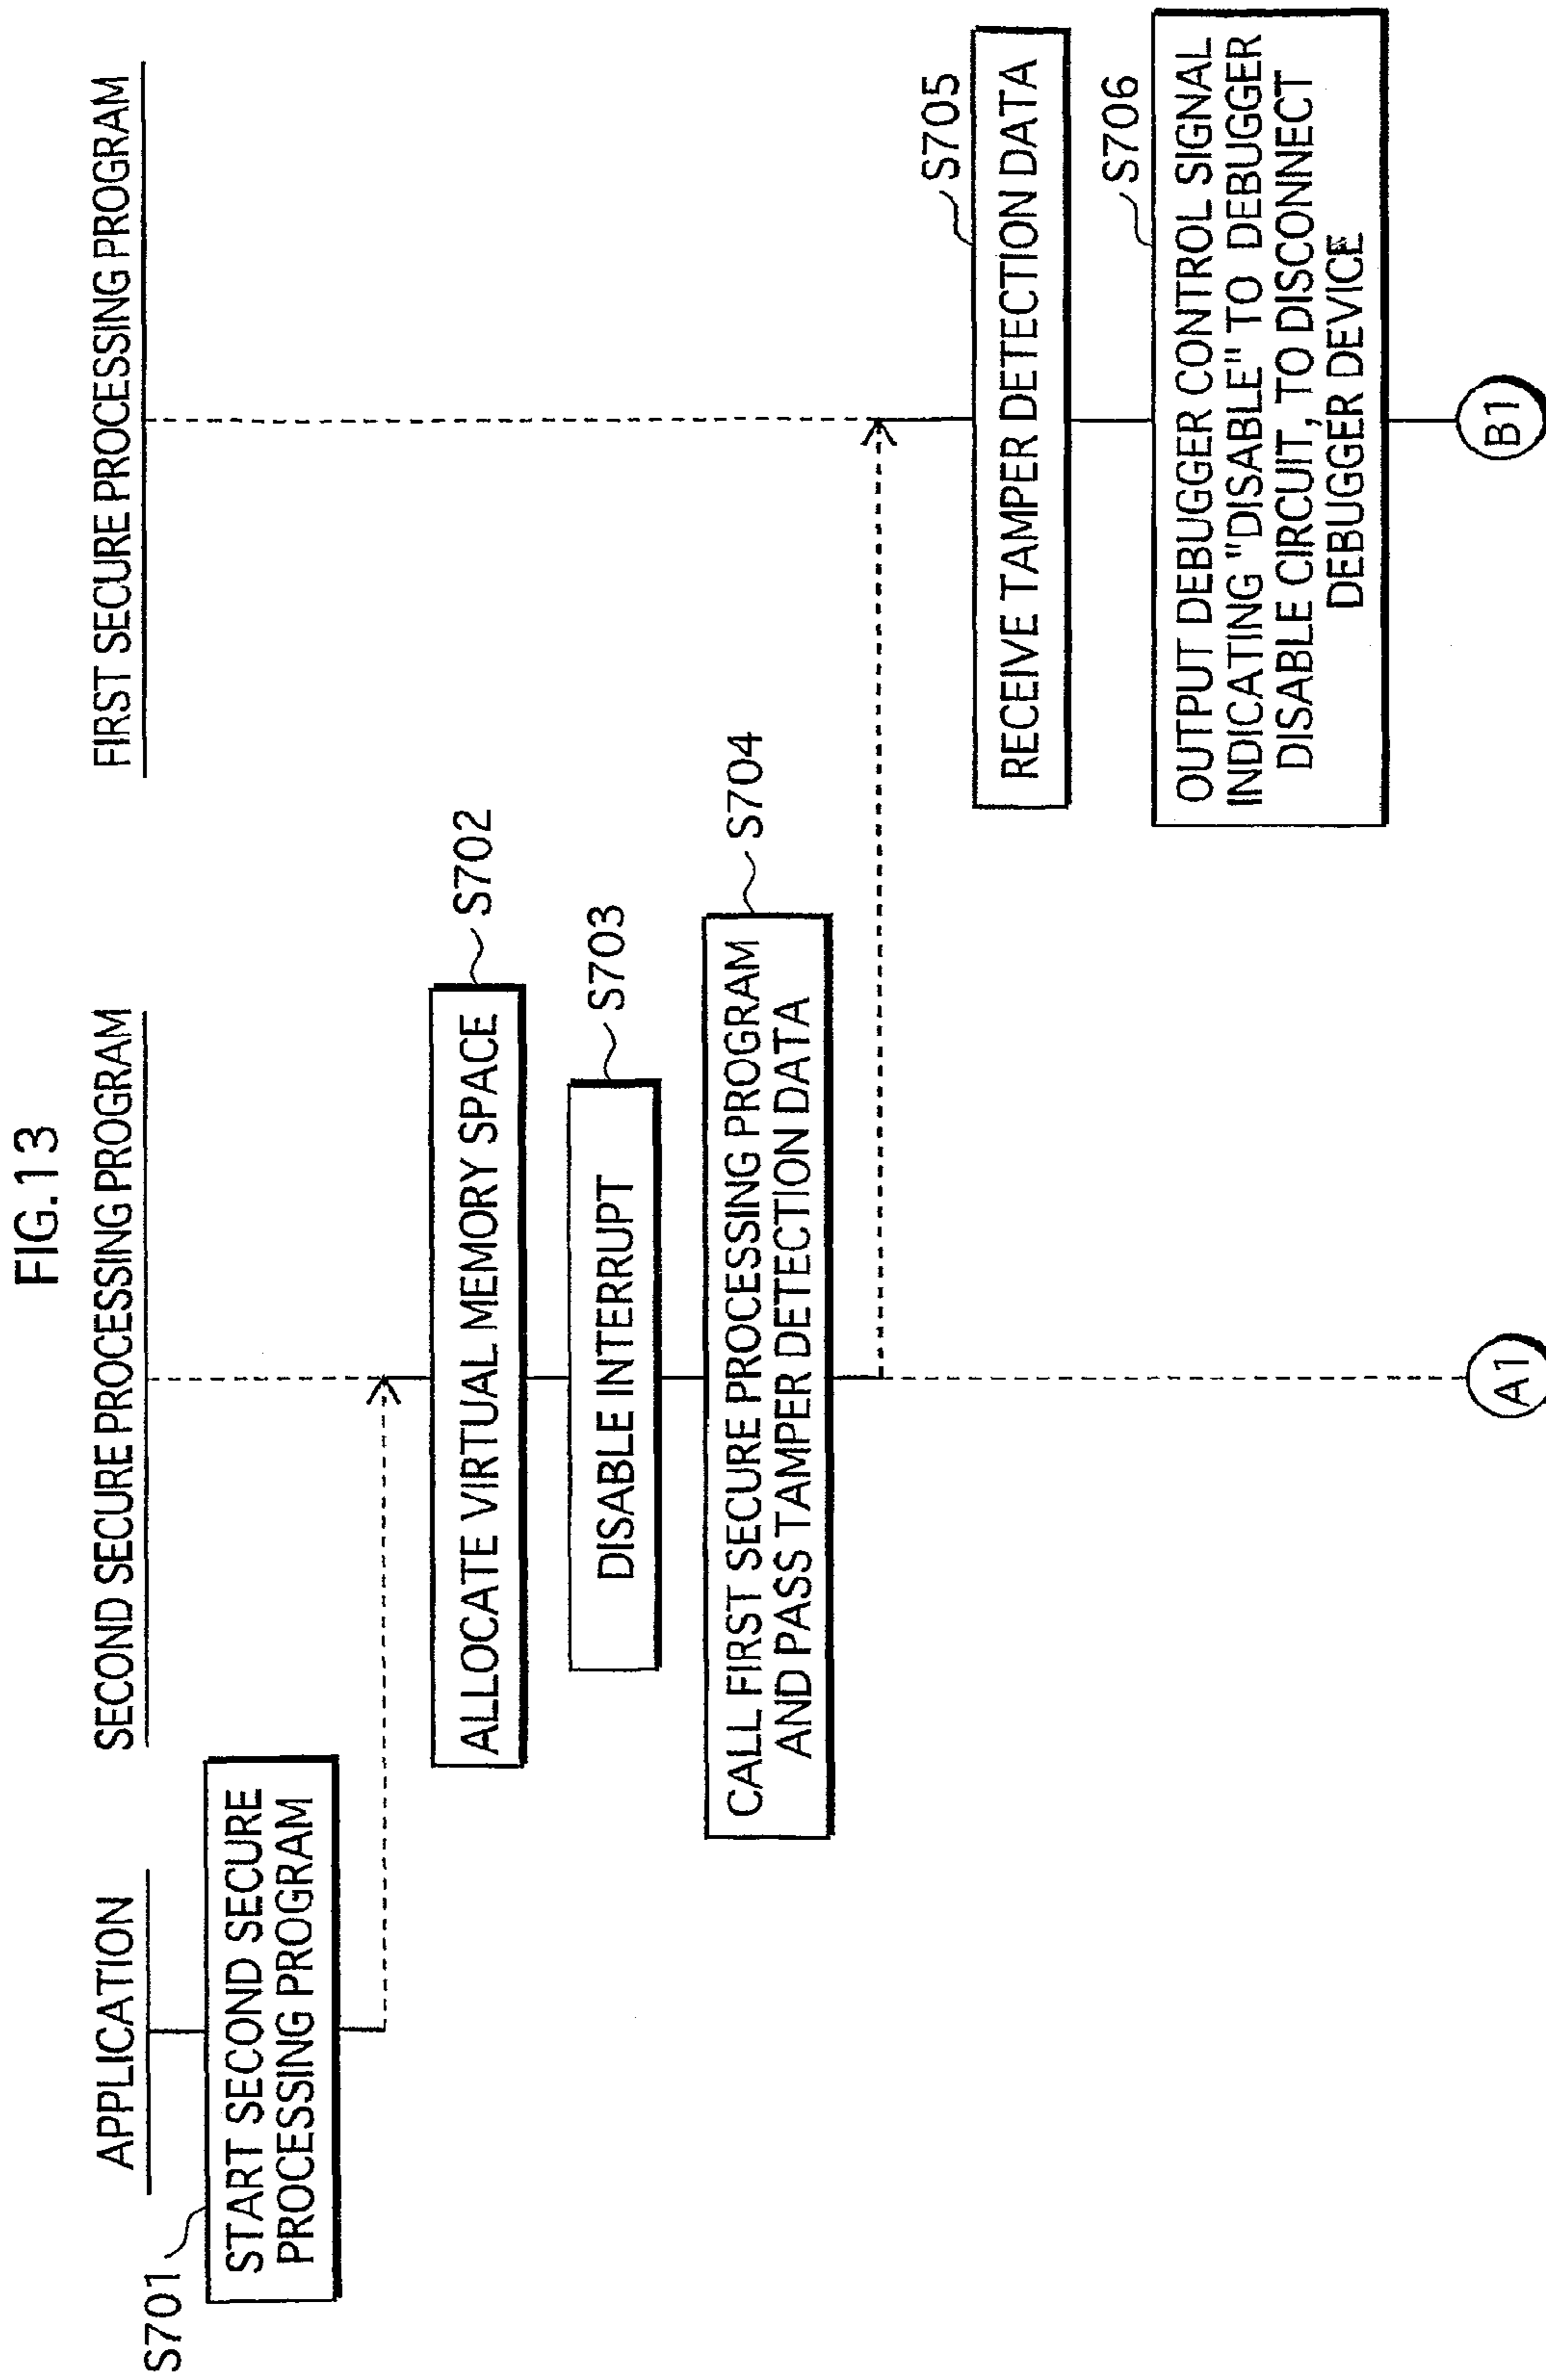 FIG.13
APPLICATION
SECOND SECURE PROCESSING PROGRAM
FIRST SECURE PROCESSING PROGRAM
S701
START SECOND SECURE
PROCESSING PROGRAM
S702
ALLOCATE VIRTUAL MEMORY SPACE
S703
DISABLE INTERRUPT
S704
CALL FIRST SECURE PROCESSING PROGRAM
AND PASS TAMPER DETECTION DATA
S705
RECEIVE TAMPER DETECTION DATA
S706
OUTPUT DEBUGGER CONTROL SIGNAL
INDICATING "DISABLE" TO DEBUGGER
DISABLE CIRCUIT, TO DISCONNECT
DEBUGGER DEVICE
A1
B1